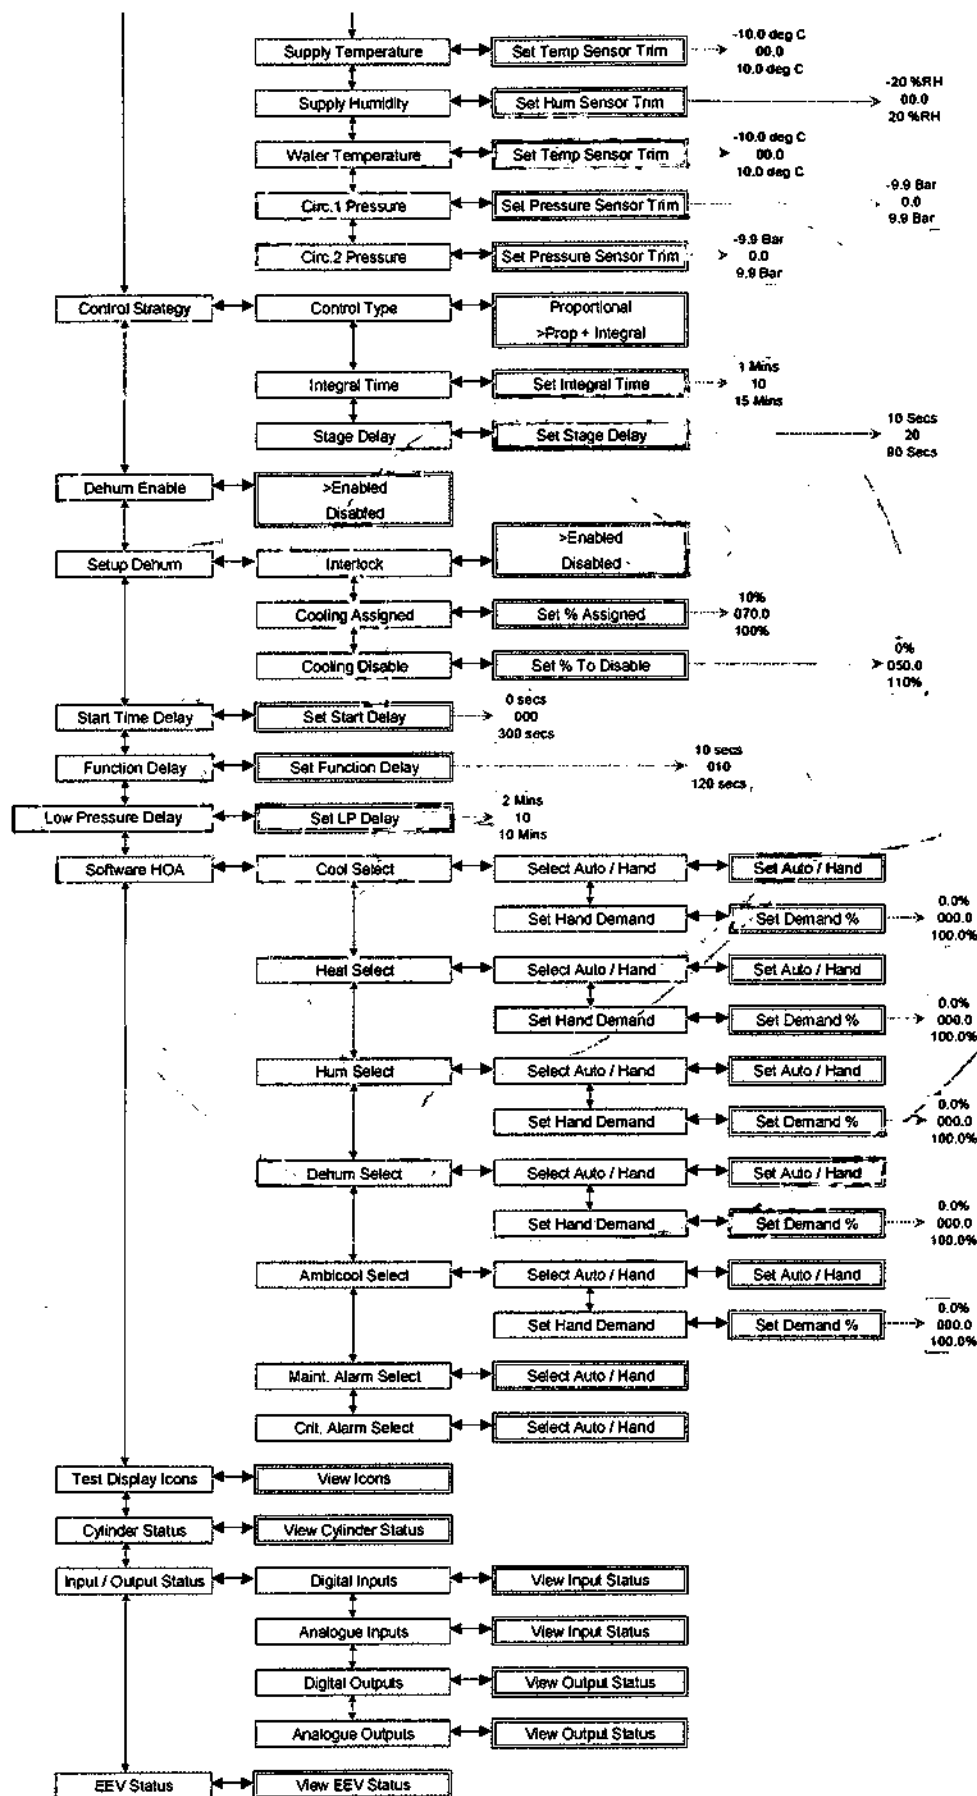 Supply Temperature Set Temp Sensor Trim -10.0 deg C
00.0
10.0 deg C
Supply Humidity Set Hum Sensor Trim -20 %RH
00.0
20 %RH
Water Temperature Set Temp Sensor Trim -10.0 deg C
00.0
10.0 deg C
Circ.1 Pressure Set Pressure Sensor Trim -9.9 Bar
0.0
9.9 Bar
Circ.2 Pressure Set Pressure Sensor Trim -9.9 Bar
0.0
9.9 Bar
Control Strategy Control Type Proportional
>Prop + Integral
Integral Time Set Integral Time 1 Mins
10
15 Mins
Stage Delay Set Stage Delay 10 Secs
20
90 Secs
Dehum Enable >Enabled
Disabled
Setup Dehum Interlock >Enabled
Disabled
Cooling Assigned Set % Assigned 10%
070.0
100%
Cooling Disable Set % To Disable 0%
050.0
110%
Start Time Delay Set Start Delay 0 secs
000
300 secs
Function Delay Set Function Delay 10 secs
010
120 secs
Low Pressure Delay Set LP Delay 2 Mins
10
10 Mins
Software HOA Cool Select Select Auto / Hand Set Auto / Hand
Set Hand Demand Set Demand % 0.0%
000.0
100.0%
Heat Select Select Auto / Hand Set Auto / Hand
Set Hand Demand Set Demand % 0.0%
000.0
100.0%
Hum Select Select Auto / Hand Set Auto / Hand
Set Hand Demand Set Demand % 0.0%
000.0
100.0%
Dehum Select Select Auto / Hand Set Auto / Hand
Set Hand Demand Set Demand % 0.0%
000.0
100.0%
Ambicool Select Select Auto / Hand Set Auto / Hand
Set Hand Demand Set Demand % 0.0%
000.0
100.0%
Maint. Alarm Select Select Auto / Hand
Crit. Alarm Select Select Auto / Hand
Test Display Icons View Icons
Cylinder Status View Cylinder Status
Input / Output Status Digital Inputs View Input Status
Analogue Inputs View Input Status
Digital Outputs View Output Status
Analogue Outputs View Output Status
EEV Status View EEV Status